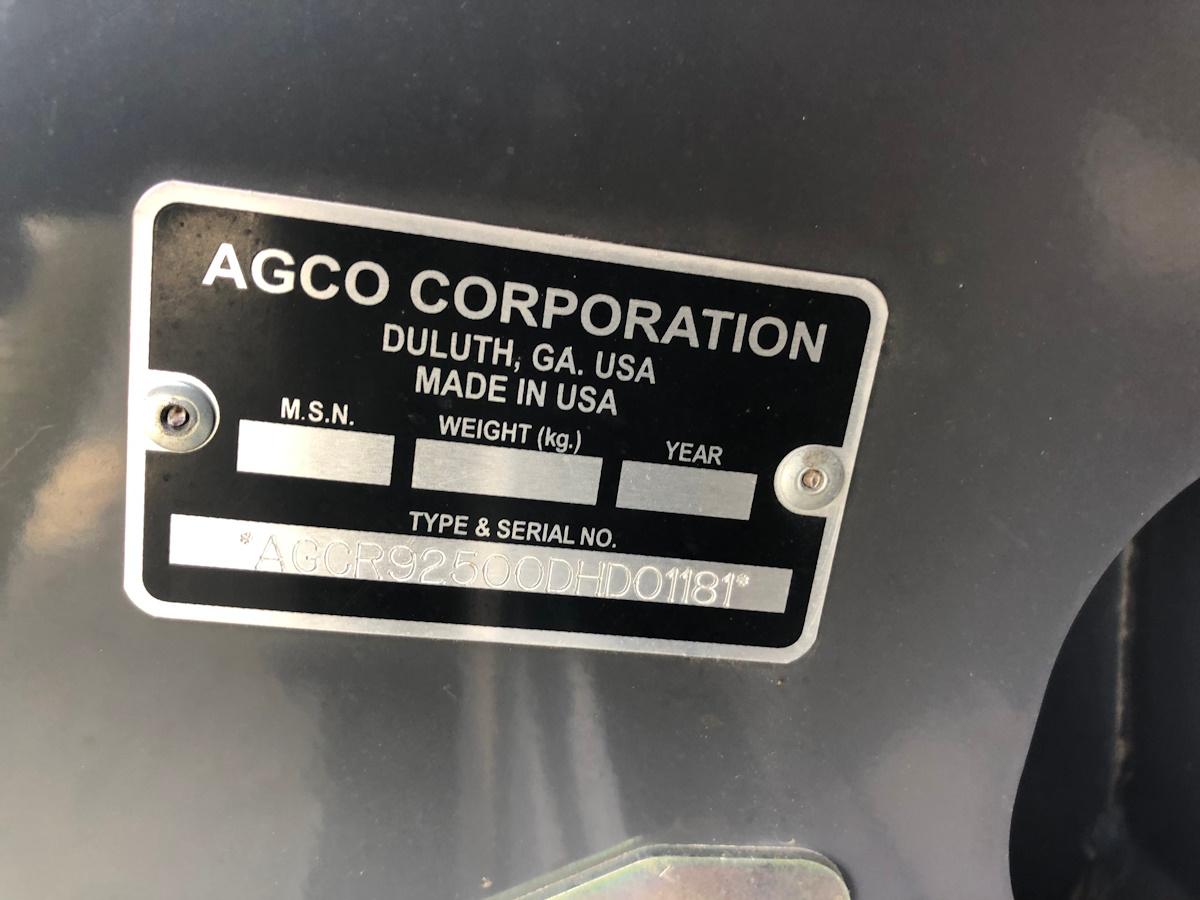 AGCO CORPORATION
DULUTH, GA. USA
MADE IN USA
M.S.N. WEIGHT (kg.) YEAR
TYPE & SERIAL NO.
*AGCR92500DHD01181*